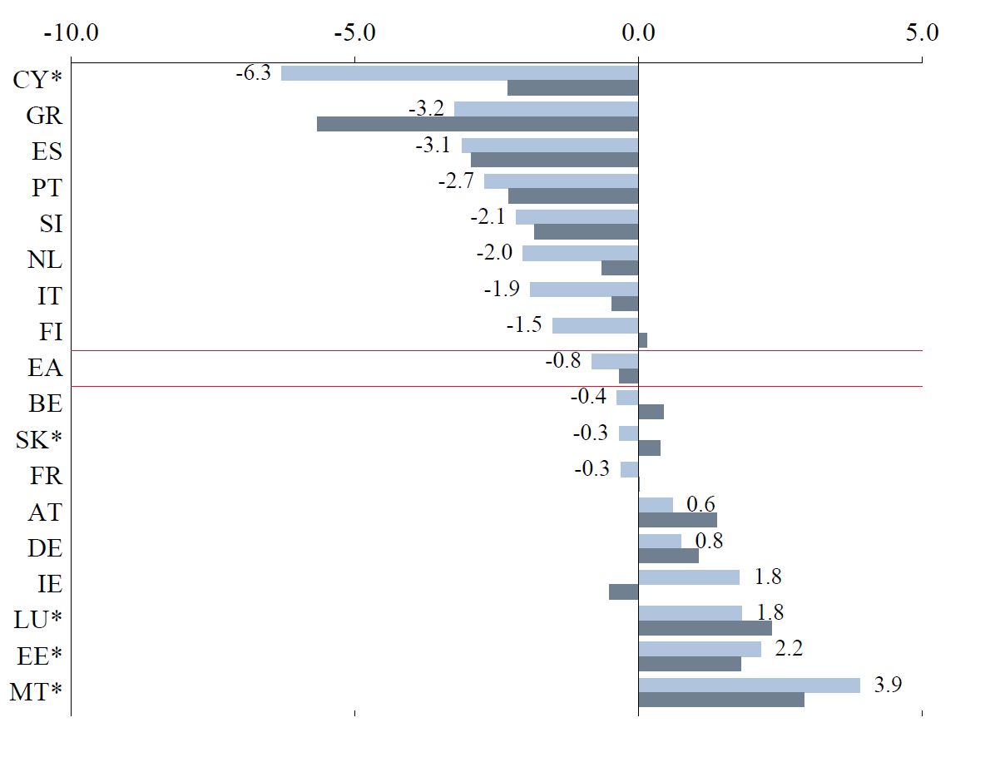 -10.0 -5.0 0.0 5.0
CY* -6.3
GR -3.2
ES -3.1
PT -2.7
SI -2.1
NL -2.0
IT -1.9
FI -1.5
EA -0.8
BE -0.4
SK* -0.3
FR -0.3
AT 0.6
DE 0.8
IE 1.8
LU* 1.8
EE* 2.2
MT* 3.9